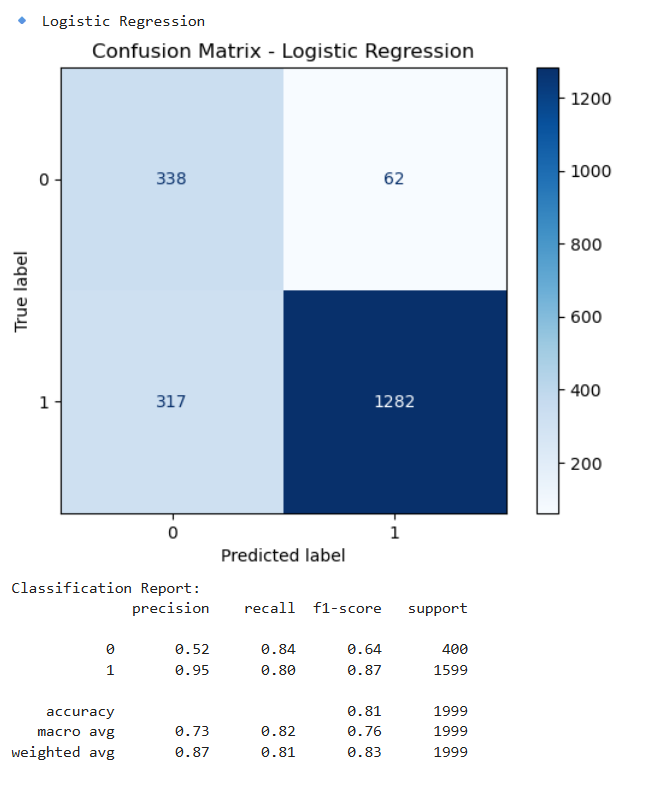 Logistic Regression
Confusion Matrix - Logistic Regression
1200
338 62
0
1000
800
True label
600
1 317 1282
400
200
0 1
Predicted label
Classification Report:
precision recall f1-score support
0 0.52 0.84 0.64 400
1 0.95 0.80 0.87 1599
accuracy 0.81 1999
macro avg 0.73 0.82 0.76 1999
weighted avg 0.87 0.81 0.83 1999